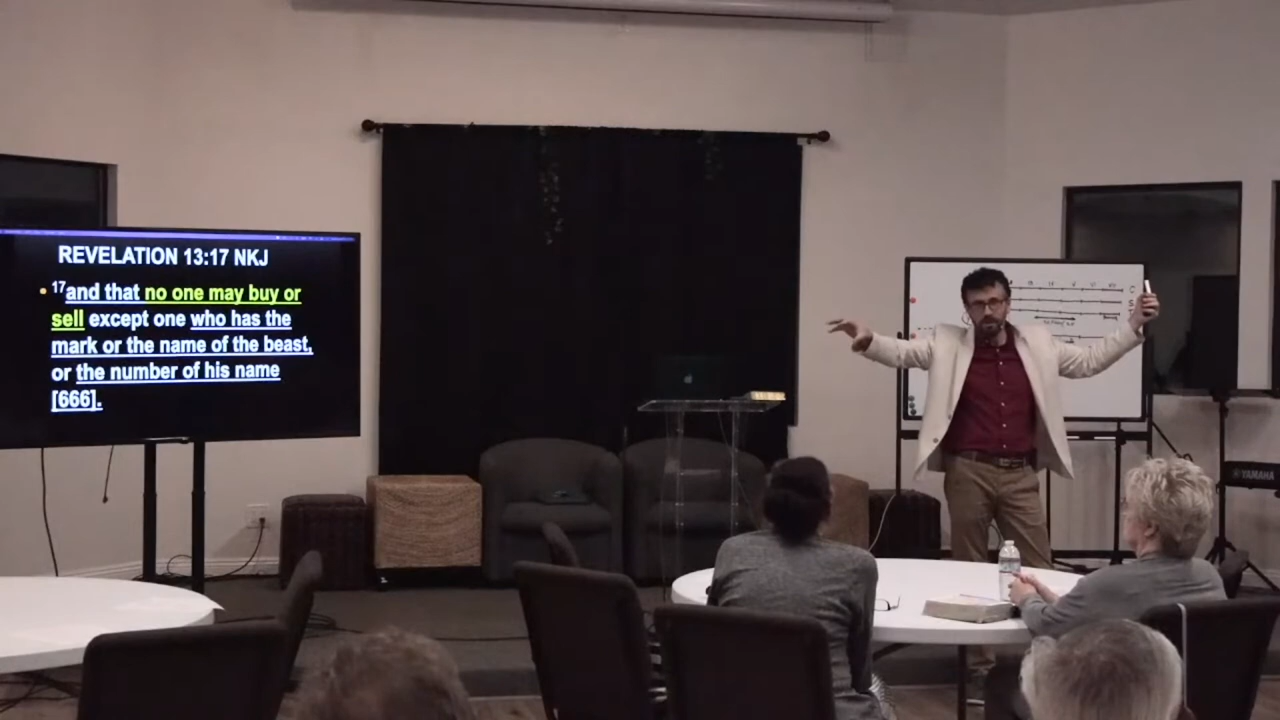 REVELATION 13:17 NKJ
• 17and that no one may buy or
sell except one who has the
mark or the name of the beast,
or the number of his name
[666].
YAMAHA